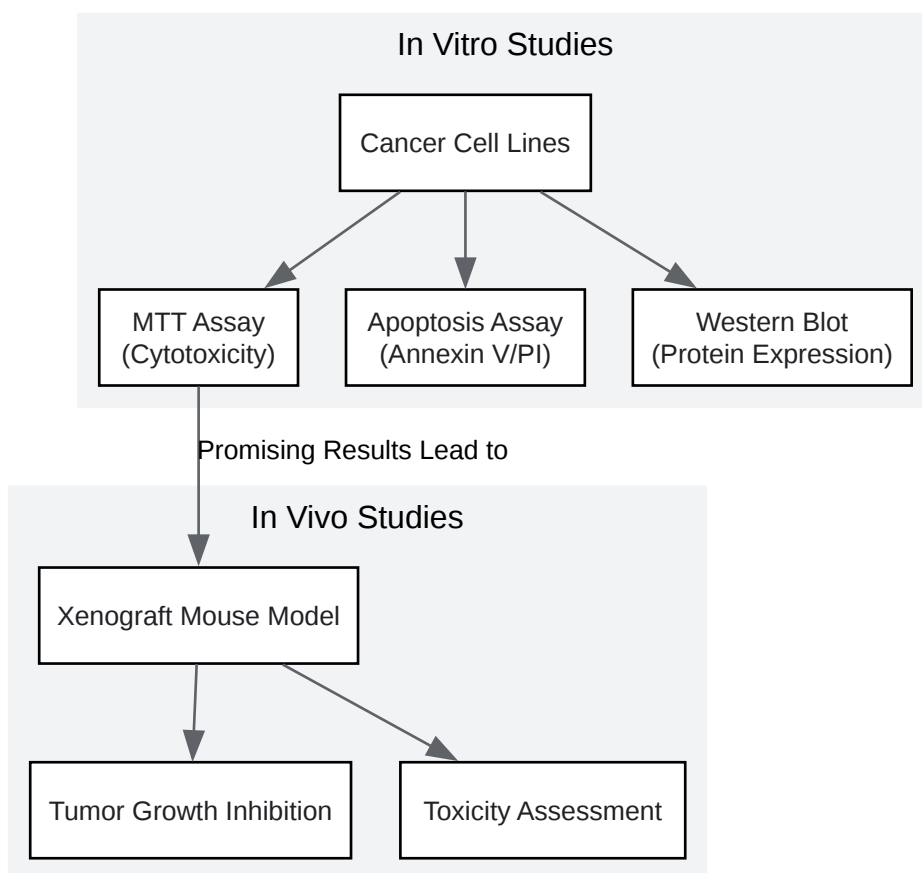 In Vitro Studies
Cancer Cell Lines
MTT Assay
(Cytotoxicity)
Apoptosis Assay
(Annexin V/PI)
Western Blot
(Protein Expression)
Promising Results Lead to
In Vivo Studies
Xenograft Mouse Model
Tumor Growth Inhibition
Toxicity Assessment